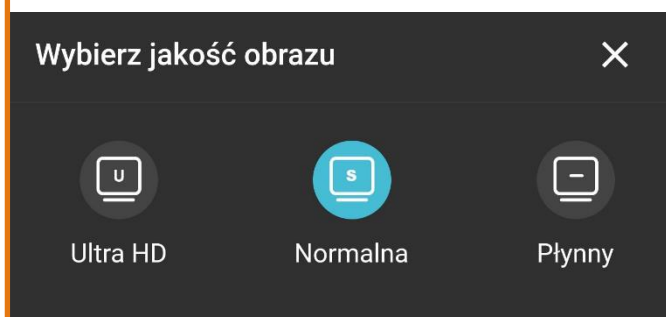 Wybierz jakość obrazu
U
S
Ultra HD
Normalna
Płynny